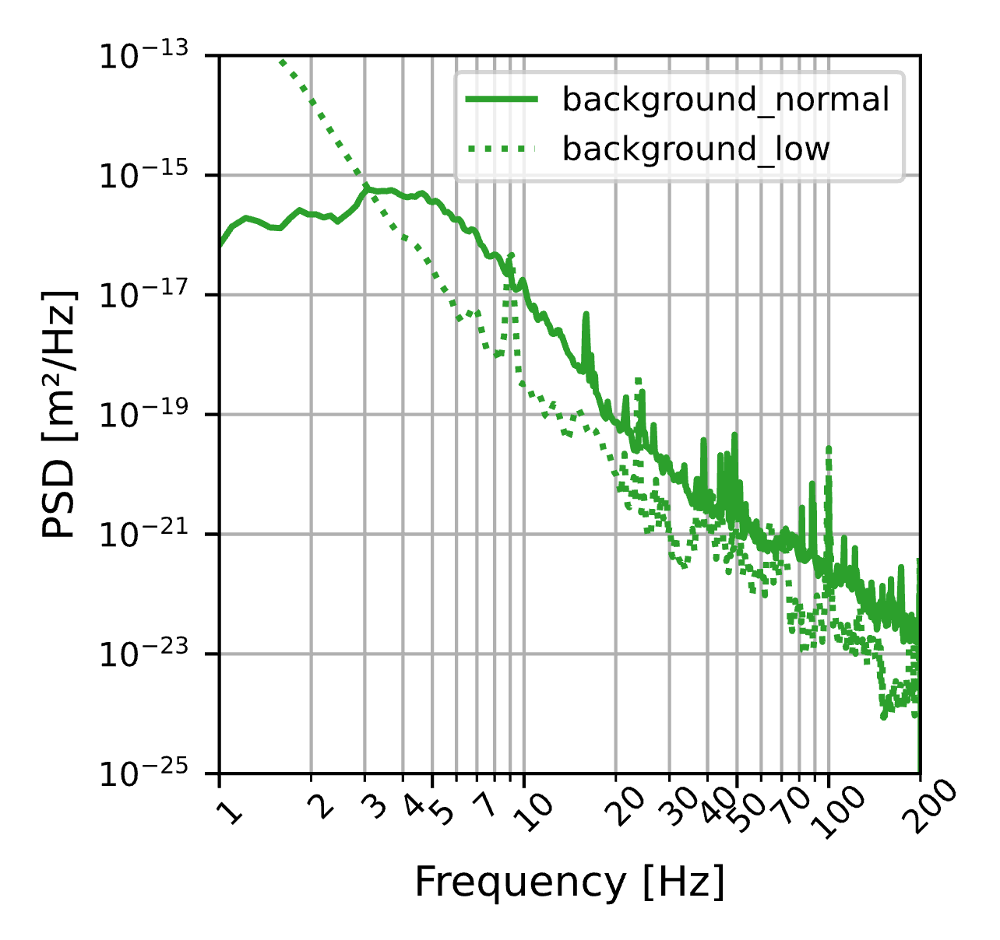 10⁻¹³
10⁻¹⁵
10⁻¹⁷
10⁻¹⁹
10⁻²¹
10⁻²³
10⁻²⁵
PSD [m²/Hz]
background_normal
background_low
1 2 3 4 5 7 10 20 30 40 50 70 100 200
Frequency [Hz]